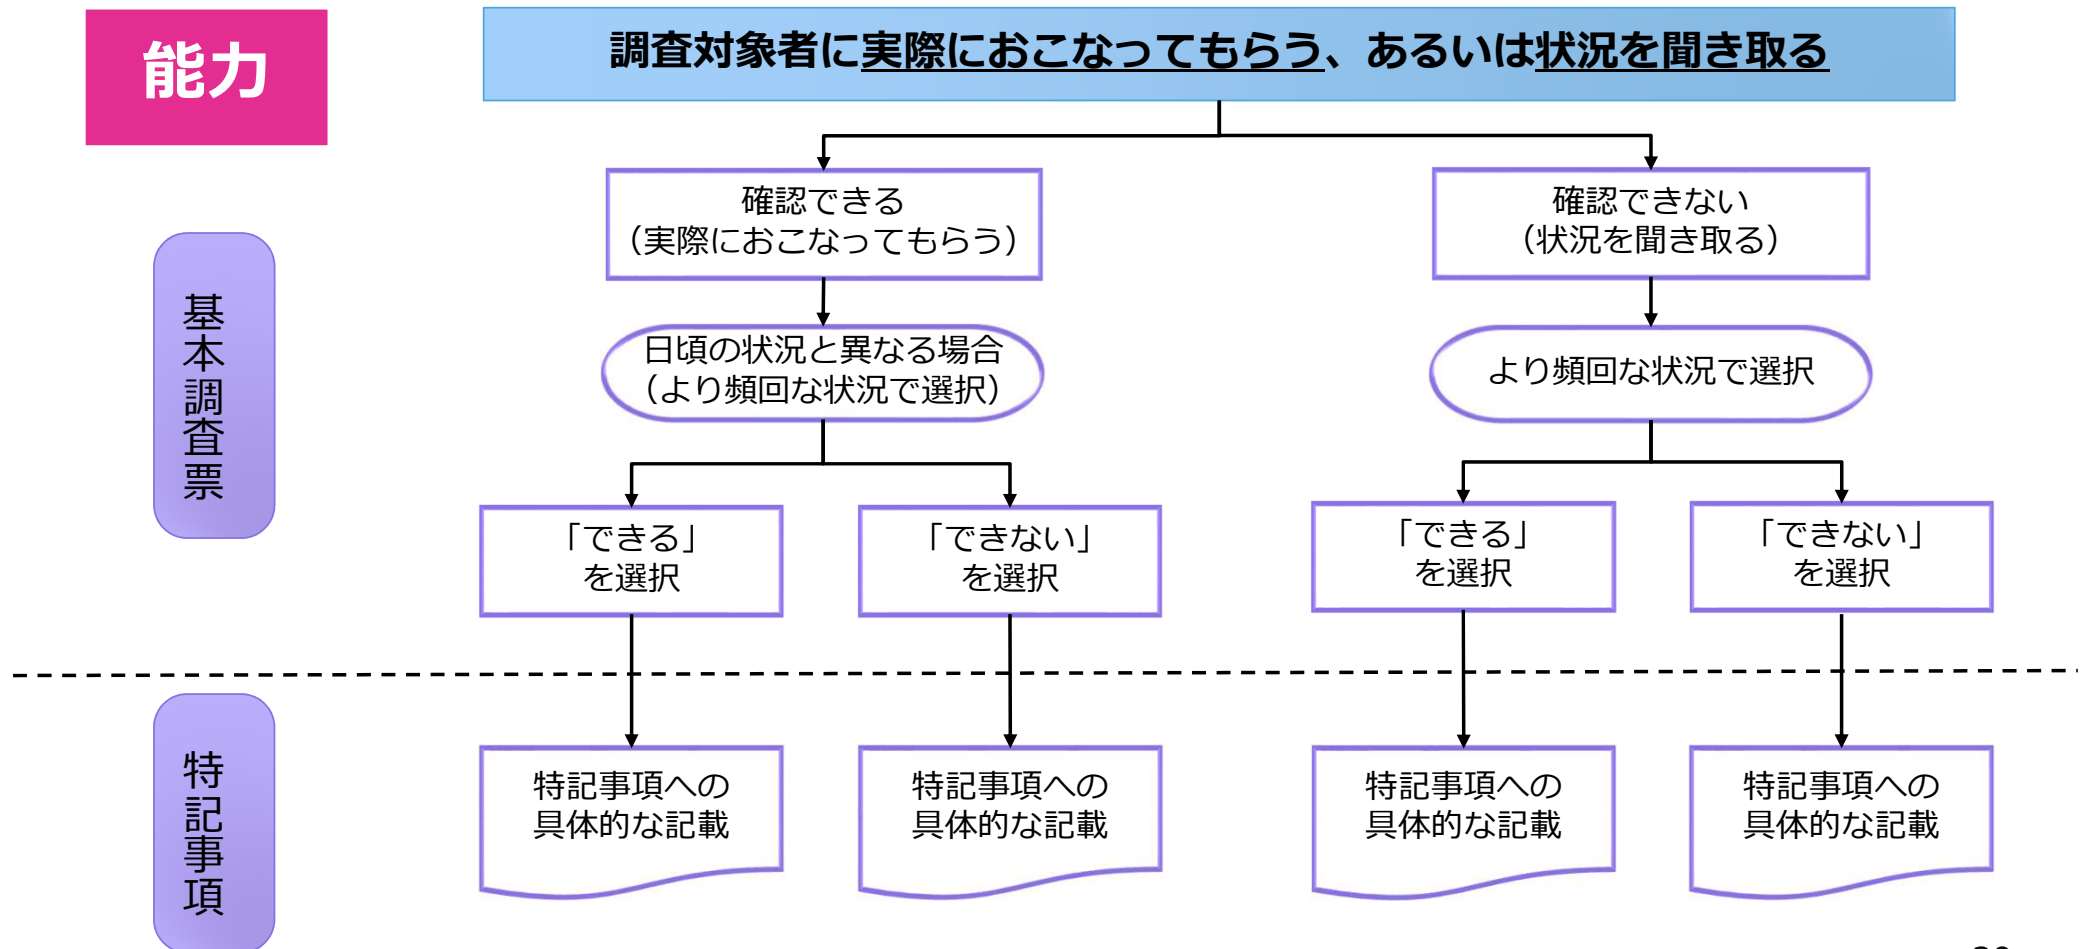 能力
調査対象者に実際におこなってもらう、あるいは状況を聞き取る
確認できる
（実際におこなってもらう）
確認できない
（状況を聞き取る）
基本調査票
日頃の状況と異なる場合
（より頻回な状況で選択）
より頻回な状況で選択
「できる」
を選択
「できない」
を選択
「できる」
を選択
「できない」
を選択
特記事項
特記事項への
具体的な記載
特記事項への
具体的な記載
特記事項への
具体的な記載
特記事項への
具体的な記載